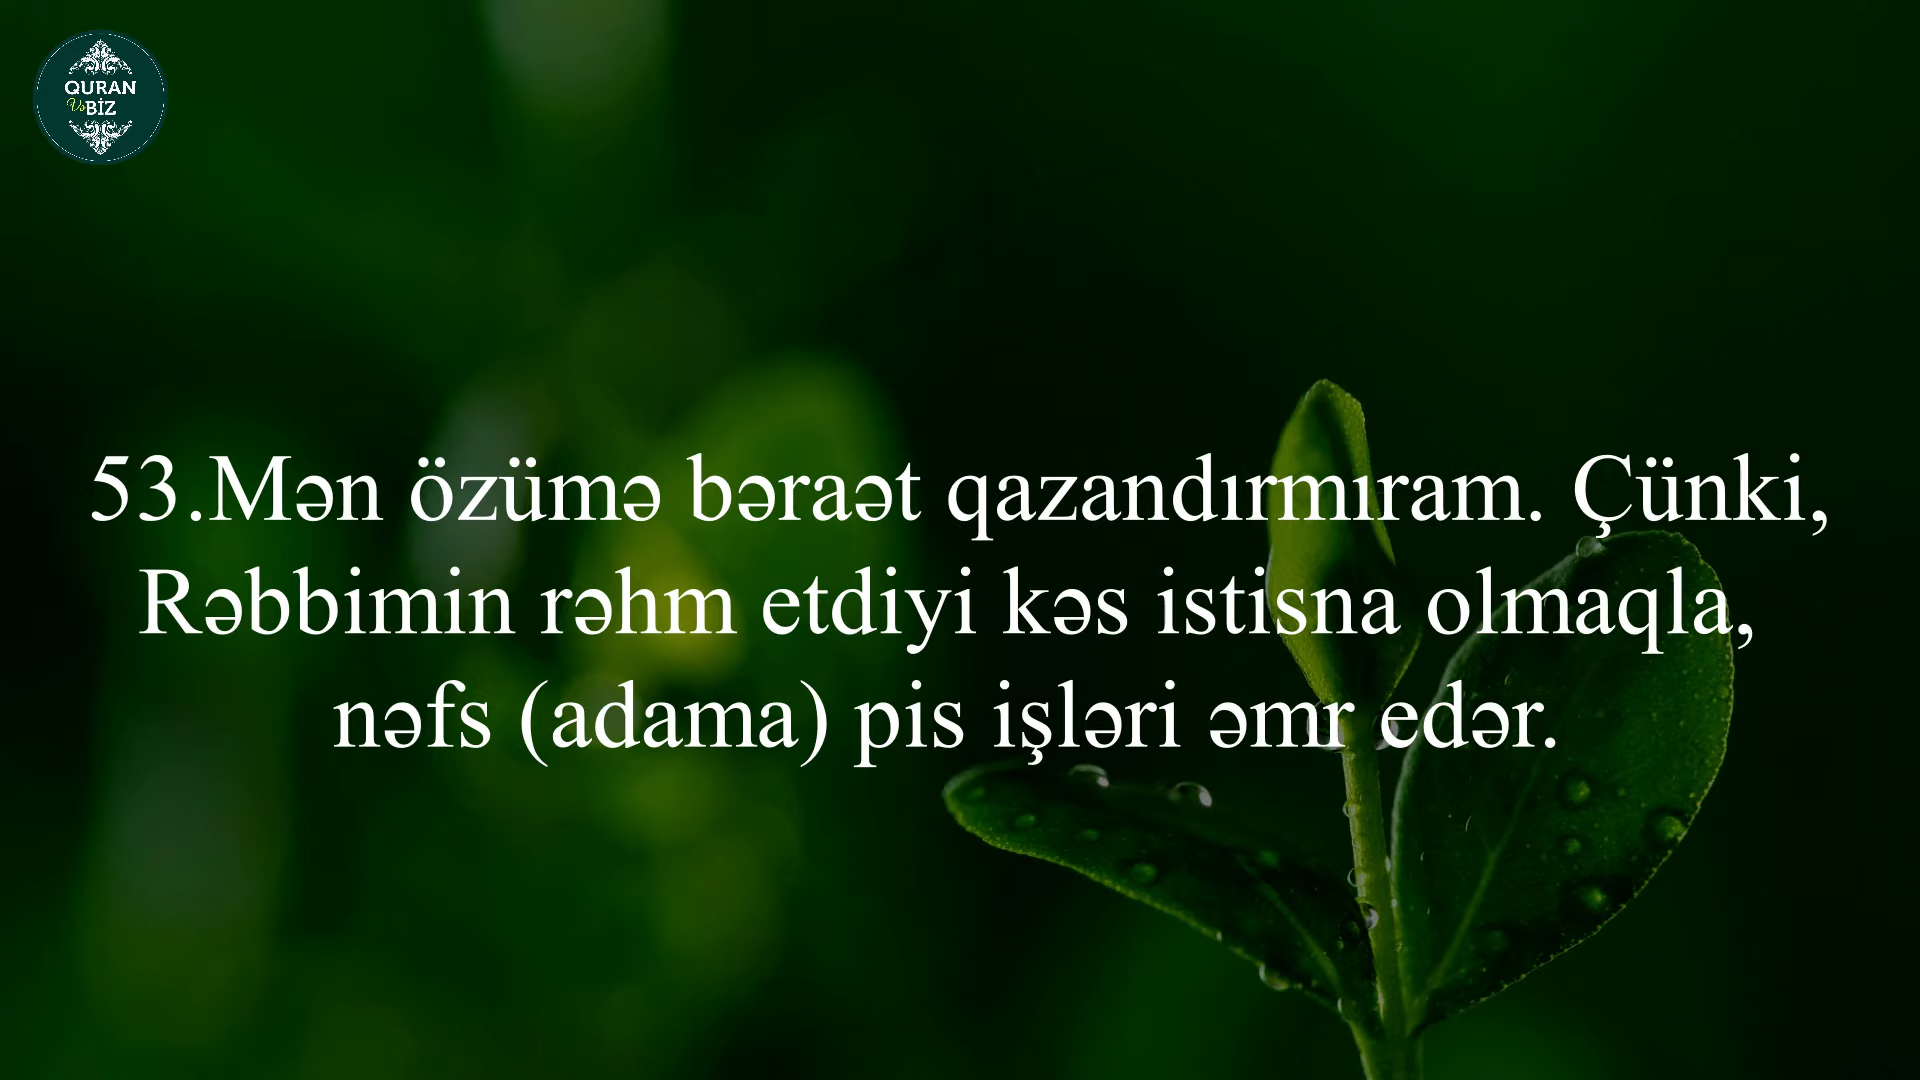 QURAN
Və BİZ
53.Mən özümə bəraət qazandırmıram. Çünki,
Rəbbimin rəhm etdiyi kəs istisna olmaqla,
nəfs (adama) pis işləri əmr edər.